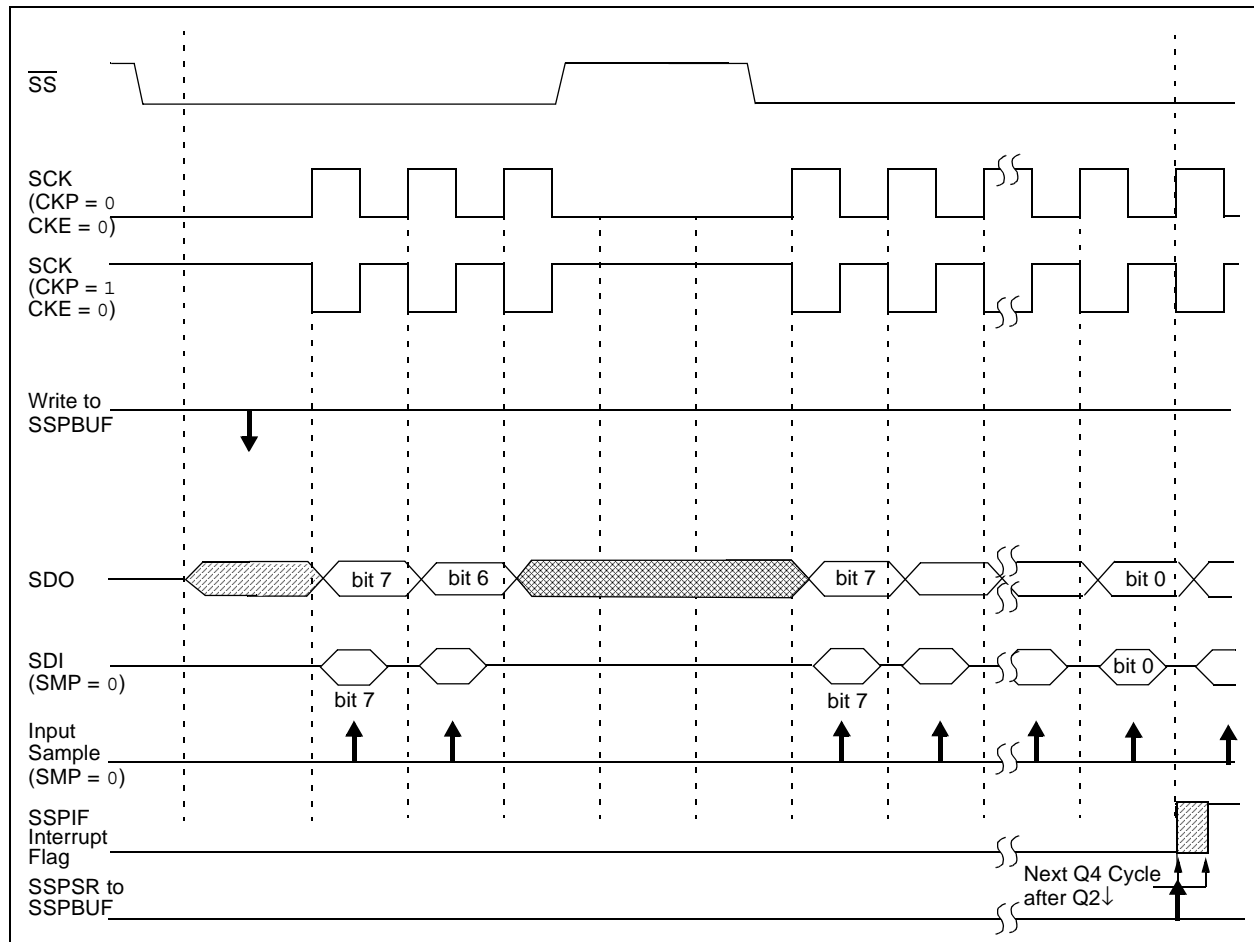 SS
SCK
(CKP = 0
CKE = 0)
SCK
(CKP = 1
CKE = 0)
Write to
SSPBUF
SDO
bit 7
bit 6
bit 7
bit 0
SDI
(SMP = 0)
bit 7
bit 7
bit 0
Input
Sample
(SMP = 0)
SSPIF
Interrupt
Flag
SSPSR to
SSPBUF
Next Q4 Cycle
after Q2↓